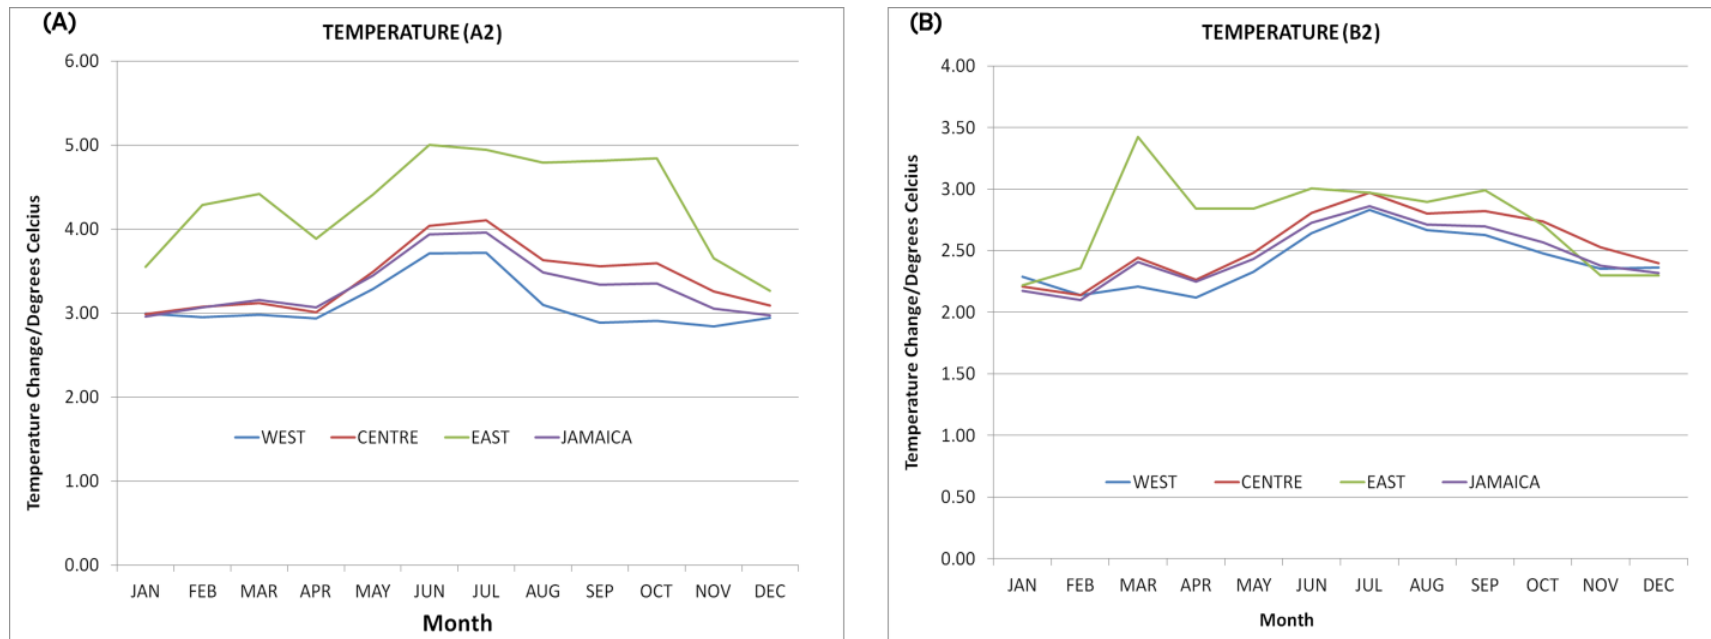 (A)
TEMPERATURE (A2)
6.00
5.00
4.00
3.00
2.00
1.00
0.00
Temperature Change/Degrees Celcius
WEST CENTRE EAST JAMAICA
JAN FEB MAR APR MAY JUN JUL AUG SEP OCT NOV DEC
Month
(B)
TEMPERATURE (B2)
4.00
3.50
3.00
2.50
2.00
1.50
1.00
0.50
0.00
Temperature Change/Degrees Celcius
WEST CENTRE EAST JAMAICA
JAN FEB MAR APR MAY JUN JUL AUG SEP OCT NOV DEC
Month